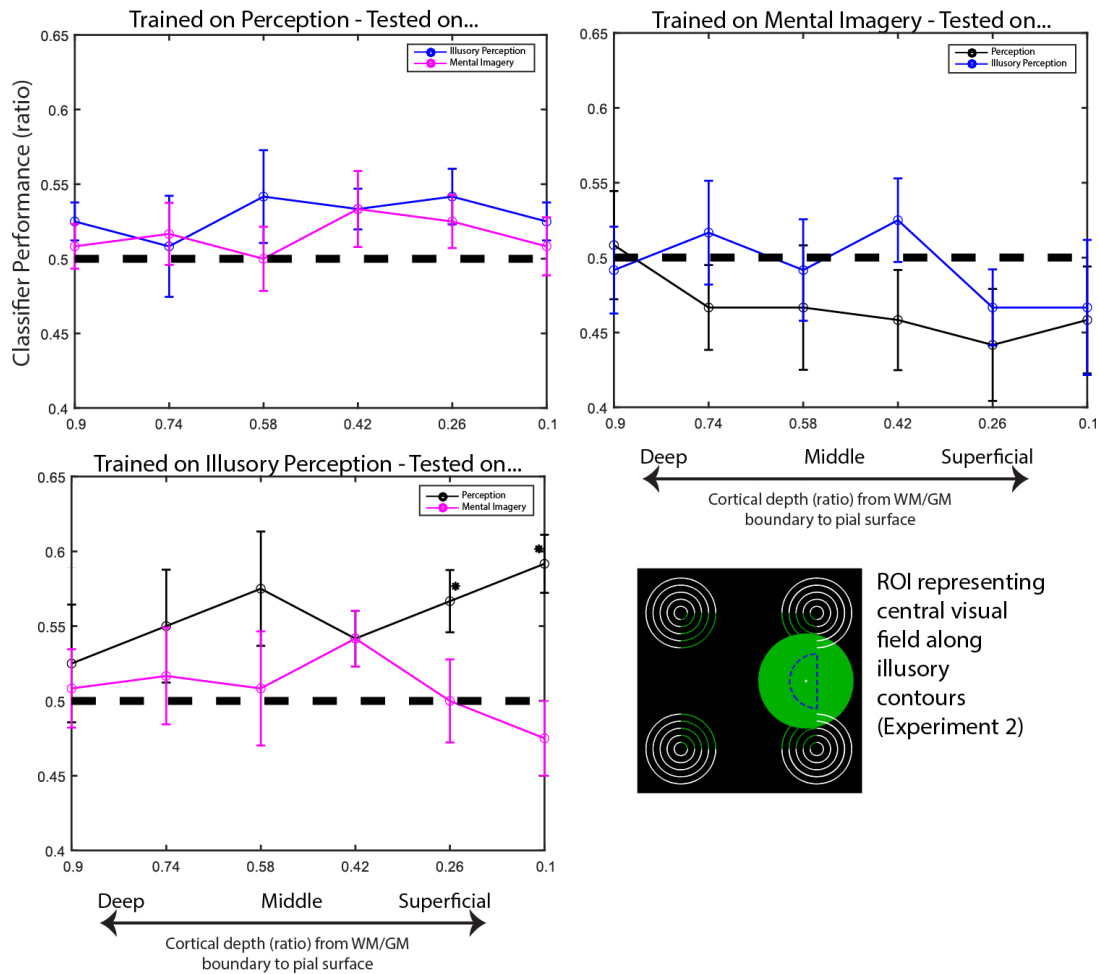 Trained on Perception - Tested on...
Illusory Perception
Mental Imagery
Classifier Performance (ratio)
0.65
0.6
0.55
0.5
0.45
0.4
0.9 0.74 0.58 0.42 0.26 0.1
Trained on Mental Imagery - Tested on...
Perception
Illusory Perception
0.65
0.6
0.55
0.5
0.45
0.4
0.9 0.74 0.58 0.42 0.26 0.1
Deep Middle Superficial
Cortical depth (ratio) from WM/GM
boundary to pial surface
Trained on Illusory Perception - Tested on...
Perception
Mental Imagery
0.65
0.6
0.55
0.5
0.45
0.4
* *
0.9 0.74 0.58 0.42 0.26 0.1
Deep Middle Superficial
Cortical depth (ratio) from WM/GM
boundary to pial surface
ROI representing
central visual
field along
illusory
contours
(Experiment 2)